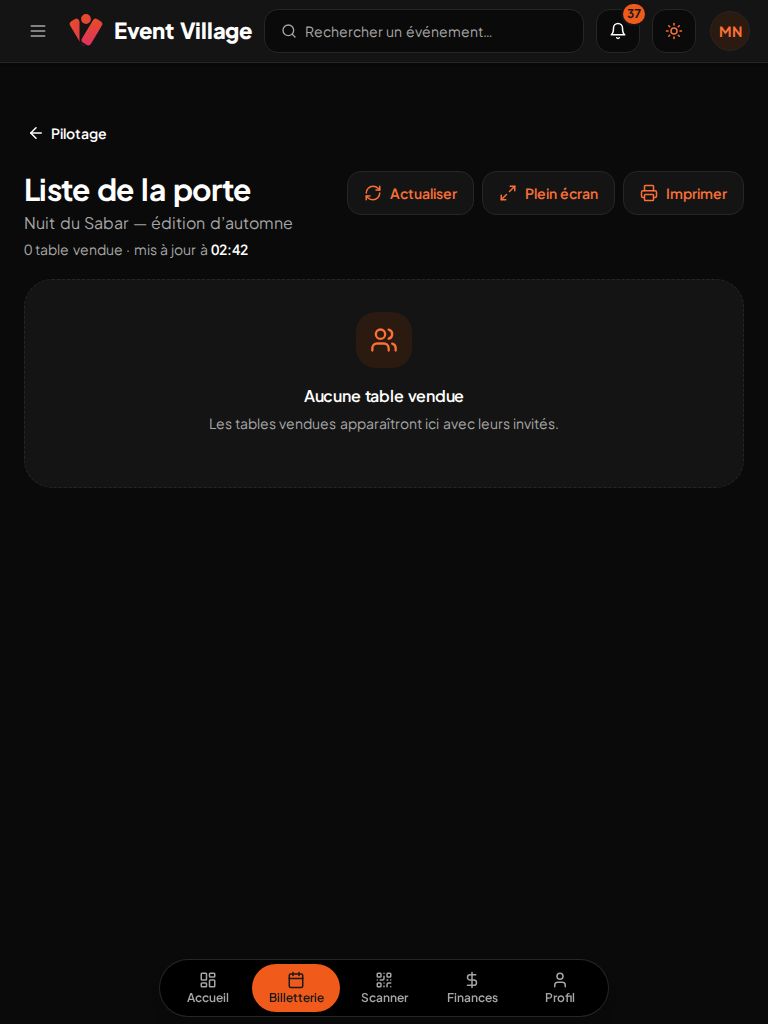 Event Village
Rechercher un événement…
37
MN
Pilotage
Liste de la porte
Actualiser
Plein écran
Imprimer
Nuit du Sabar — édition d’automne
0 table vendue · mis à jour à 02:42
Aucune table vendue
Les tables vendues apparaîtront ici avec leurs invités.
Accueil
Billetterie
Scanner
Finances
Profil